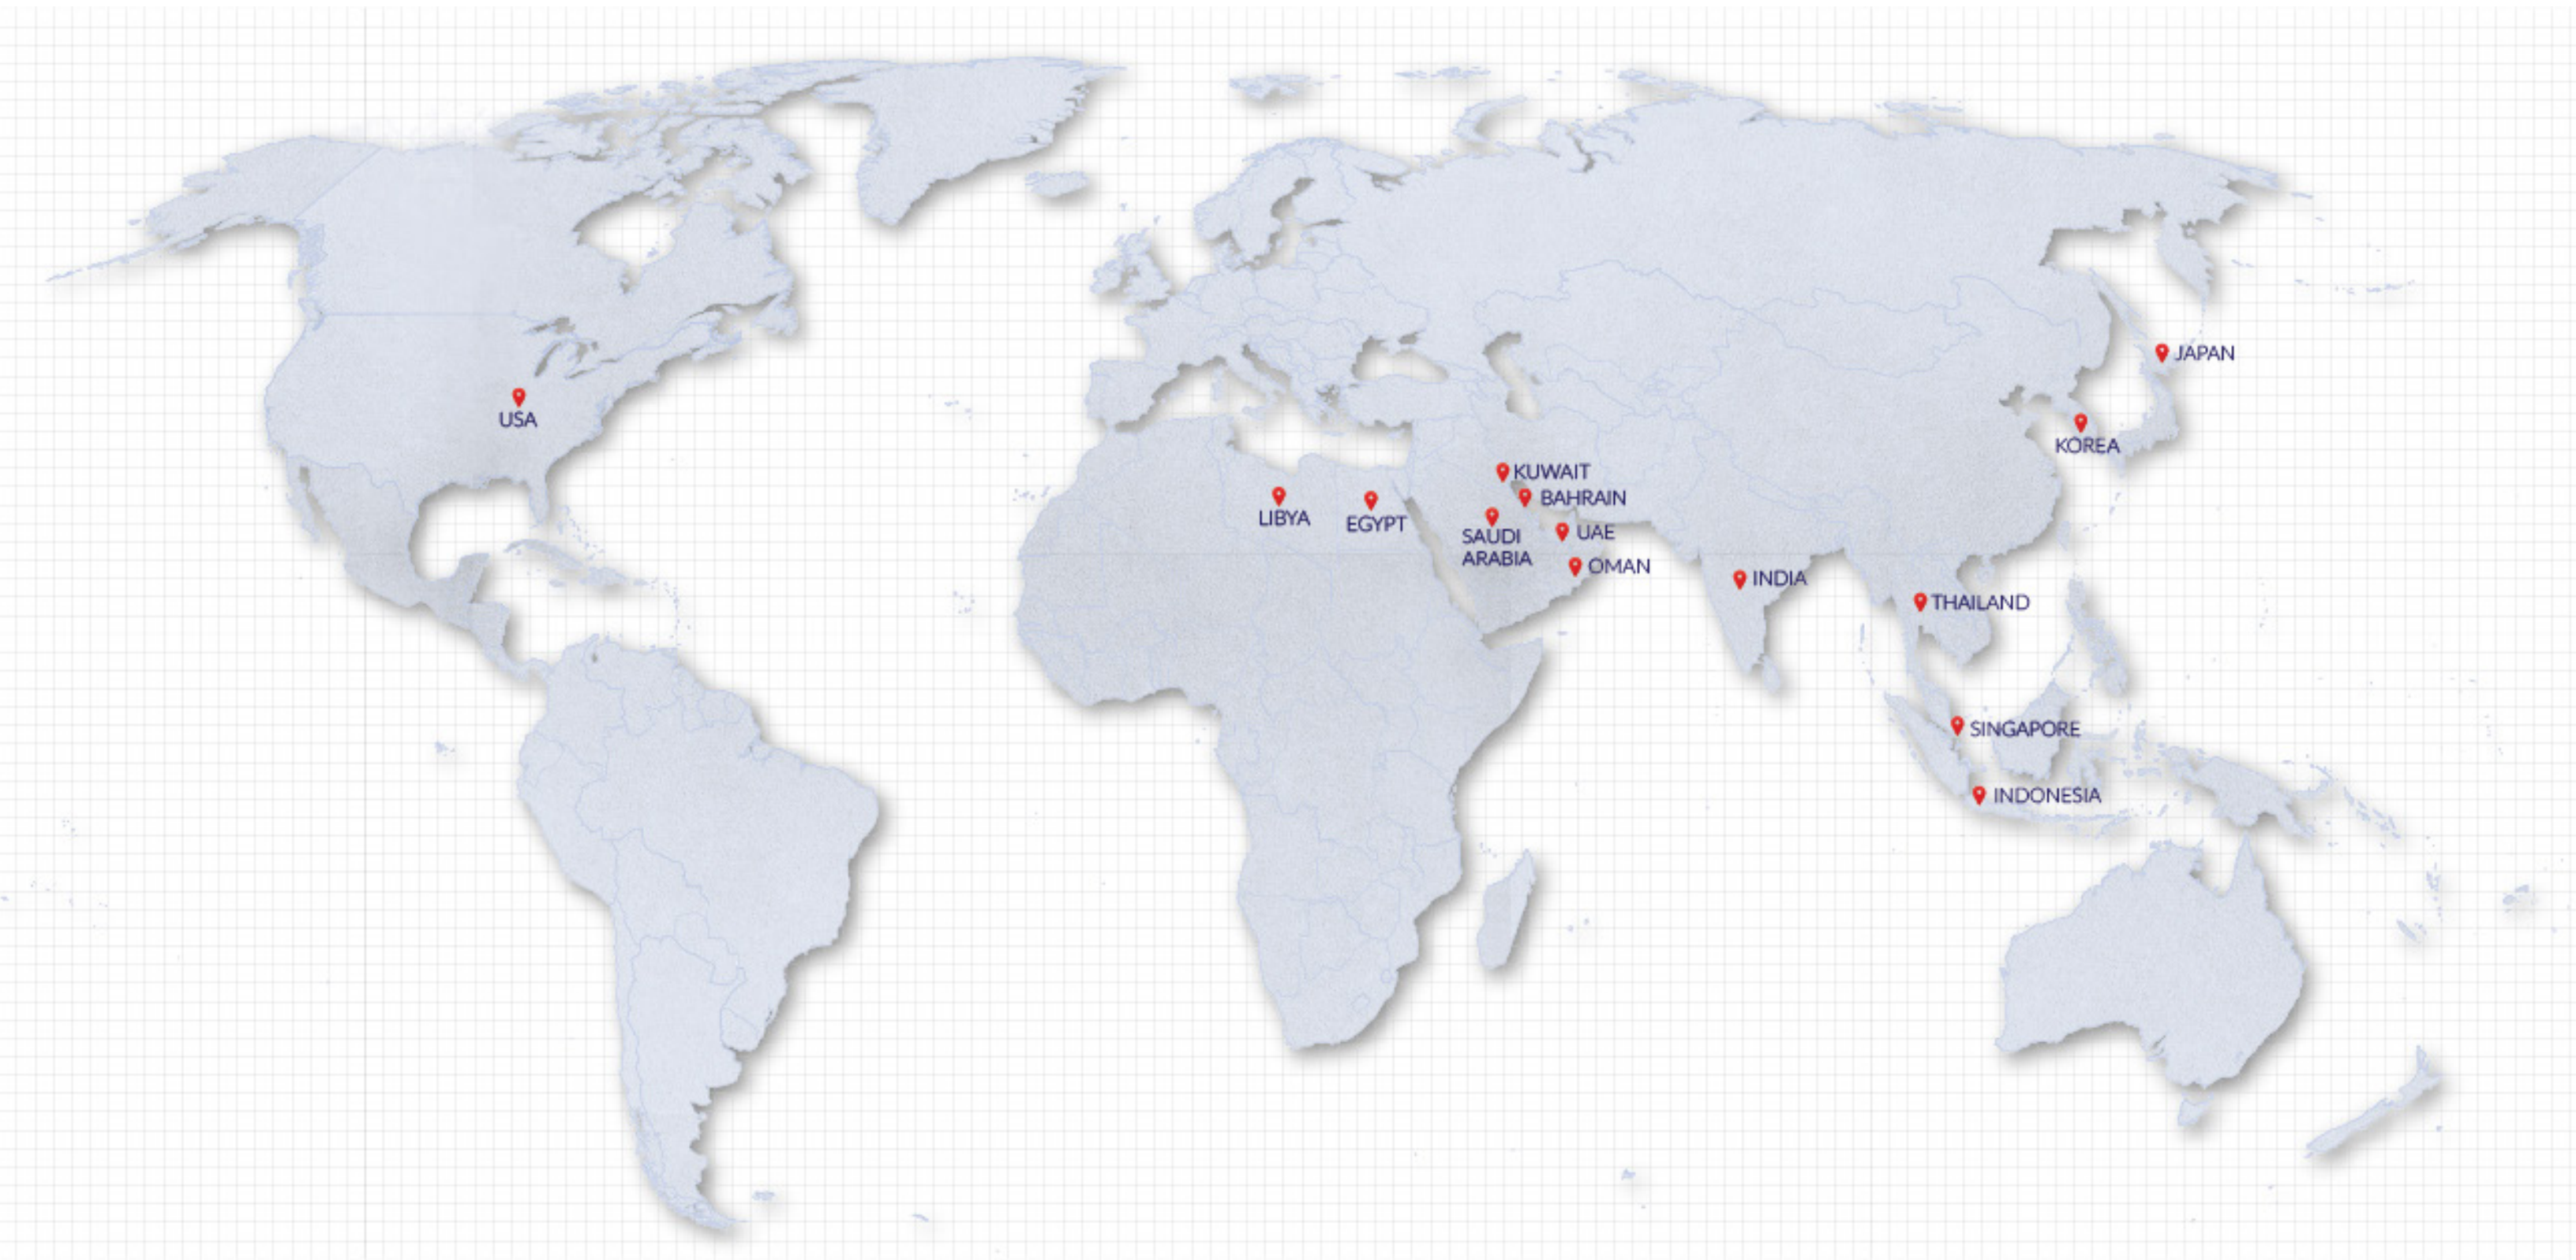 JAPAN
USA
KOREA
KUWAIT
BAHRAIN
LIBYA
EGYPT
SAUDI
ARABIA
UAE
OMAN
INDIA
THAILAND
SINGAPORE
INDONESIA